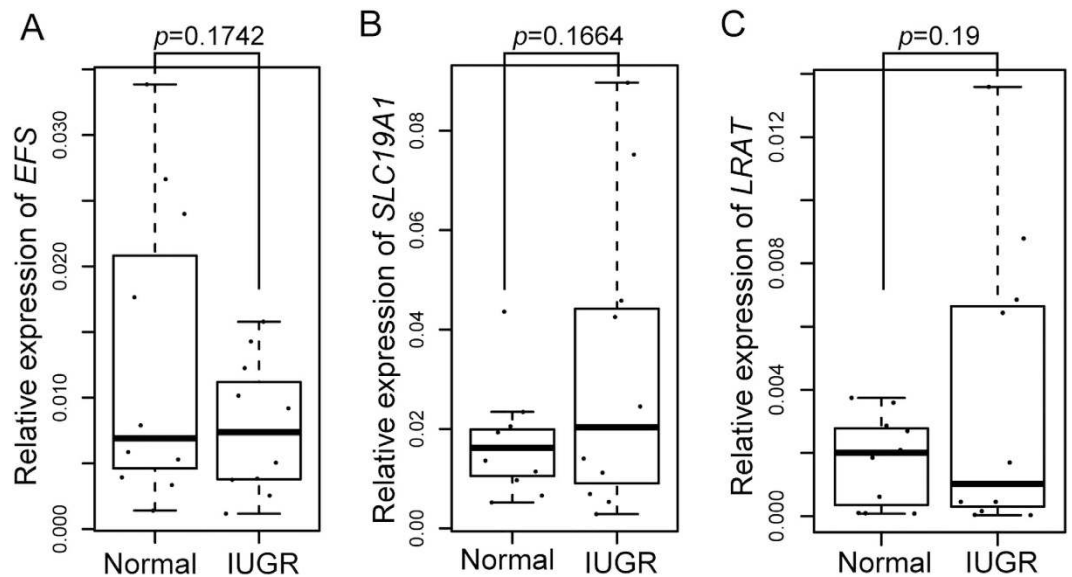 A
p=0.1742
Relative expression of EFS
0.030
0.020
0.010
0.000
Normal IUGR
B
p=0.1664
Relative expression of SLC19A1
0.08
0.06
0.04
0.02
0.00
Normal IUGR
C
p=0.19
Relative expression of LRAT
0.012
0.008
0.004
0.000
Normal IUGR